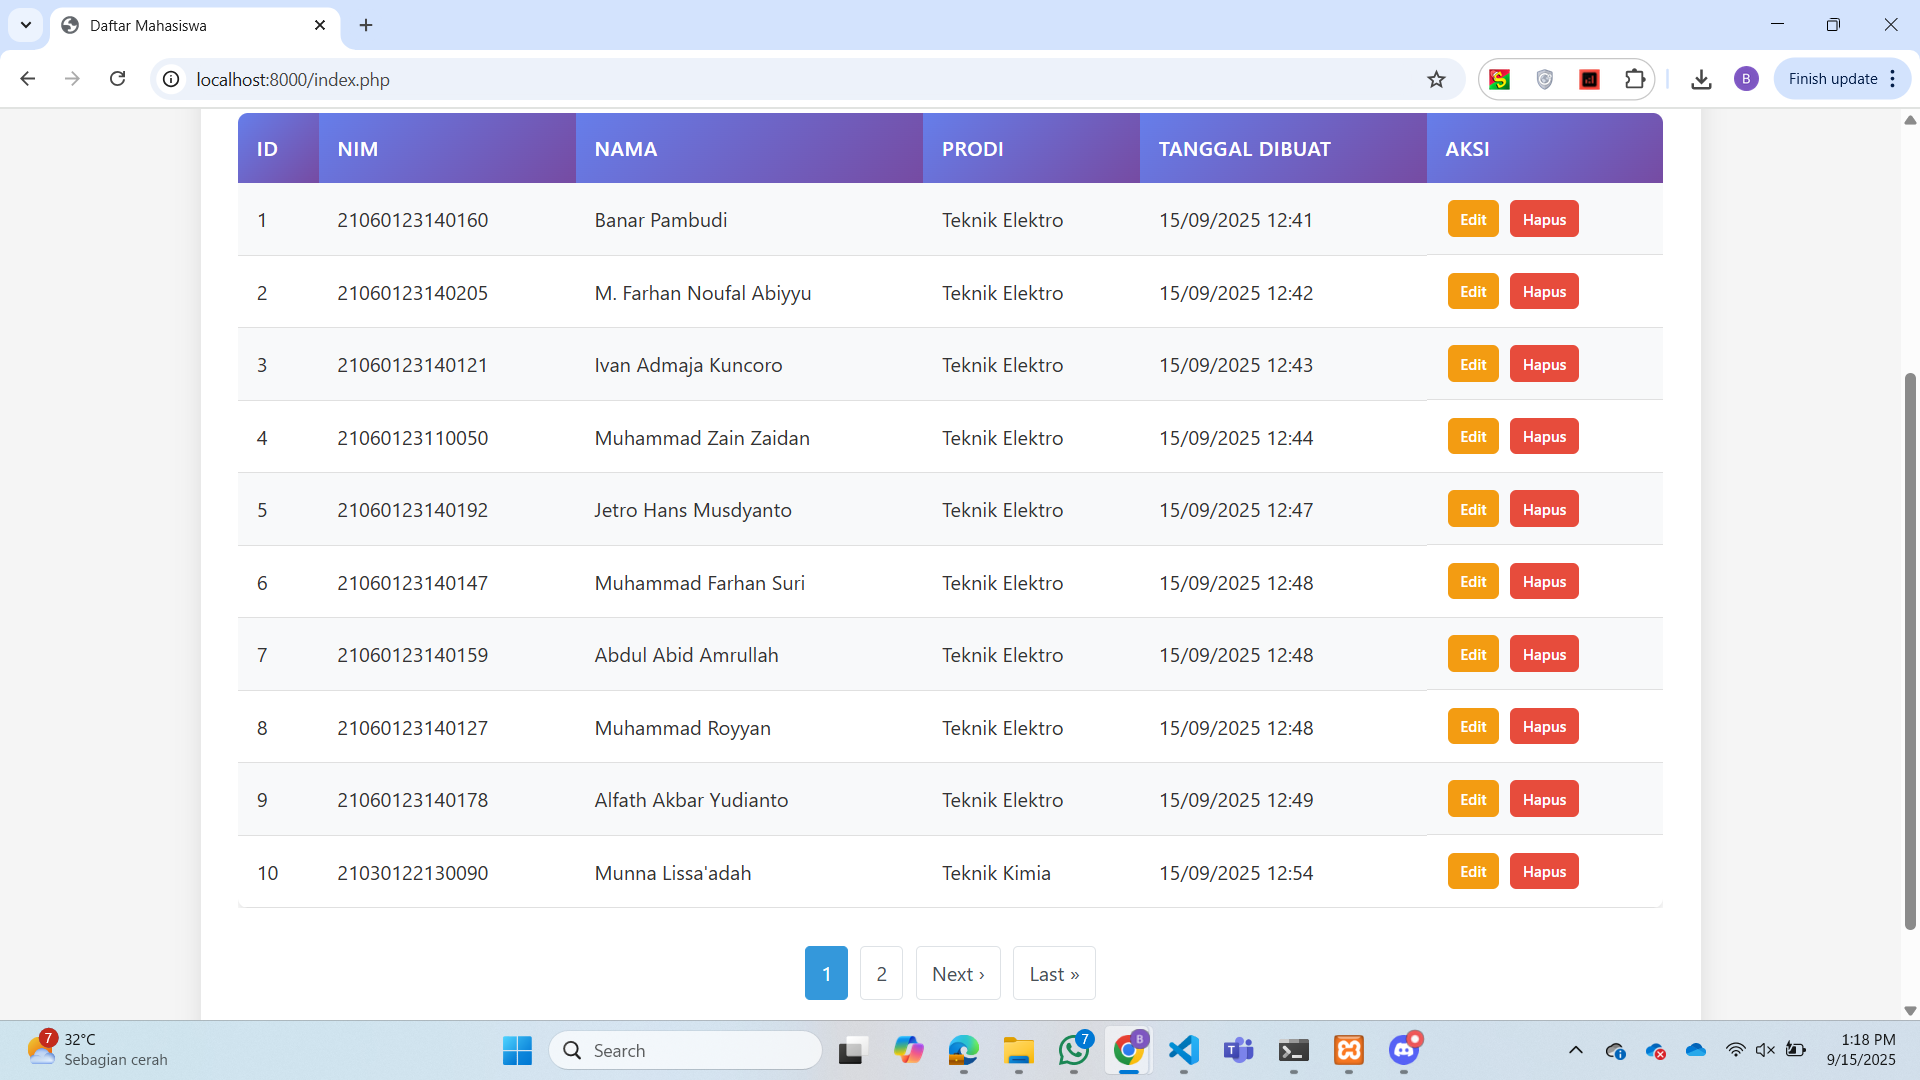 Daftar Mahasiswa
localhost:8000/index.php
B
Finish update
ID NIM NAMA PRODI TANGGAL DIBUAT AKSI
1 21060123140160 Banar Pambudi Teknik Elektro 15/09/2025 12:41 Edit Hapus
2 21060123140205 M. Farhan Noufal Abiyyu Teknik Elektro 15/09/2025 12:42 Edit Hapus
3 21060123140121 Ivan Admaja Kuncoro Teknik Elektro 15/09/2025 12:43 Edit Hapus
4 21060123110050 Muhammad Zain Zaidan Teknik Elektro 15/09/2025 12:44 Edit Hapus
5 21060123140192 Jetro Hans Musdyanto Teknik Elektro 15/09/2025 12:47 Edit Hapus
6 21060123140147 Muhammad Farhan Suri Teknik Elektro 15/09/2025 12:48 Edit Hapus
7 21060123140159 Abdul Abid Amrullah Teknik Elektro 15/09/2025 12:48 Edit Hapus
8 21060123140127 Muhammad Royyan Teknik Elektro 15/09/2025 12:48 Edit Hapus
9 21060123140178 Alfath Akbar Yudianto Teknik Elektro 15/09/2025 12:49 Edit Hapus
10 21030122130090 Munna Lissa'adah Teknik Kimia 15/09/2025 12:54 Edit Hapus
1 2 Next › Last »
7 32°C
Sebagian cerah
Search
7
B
1:18 PM
9/15/2025